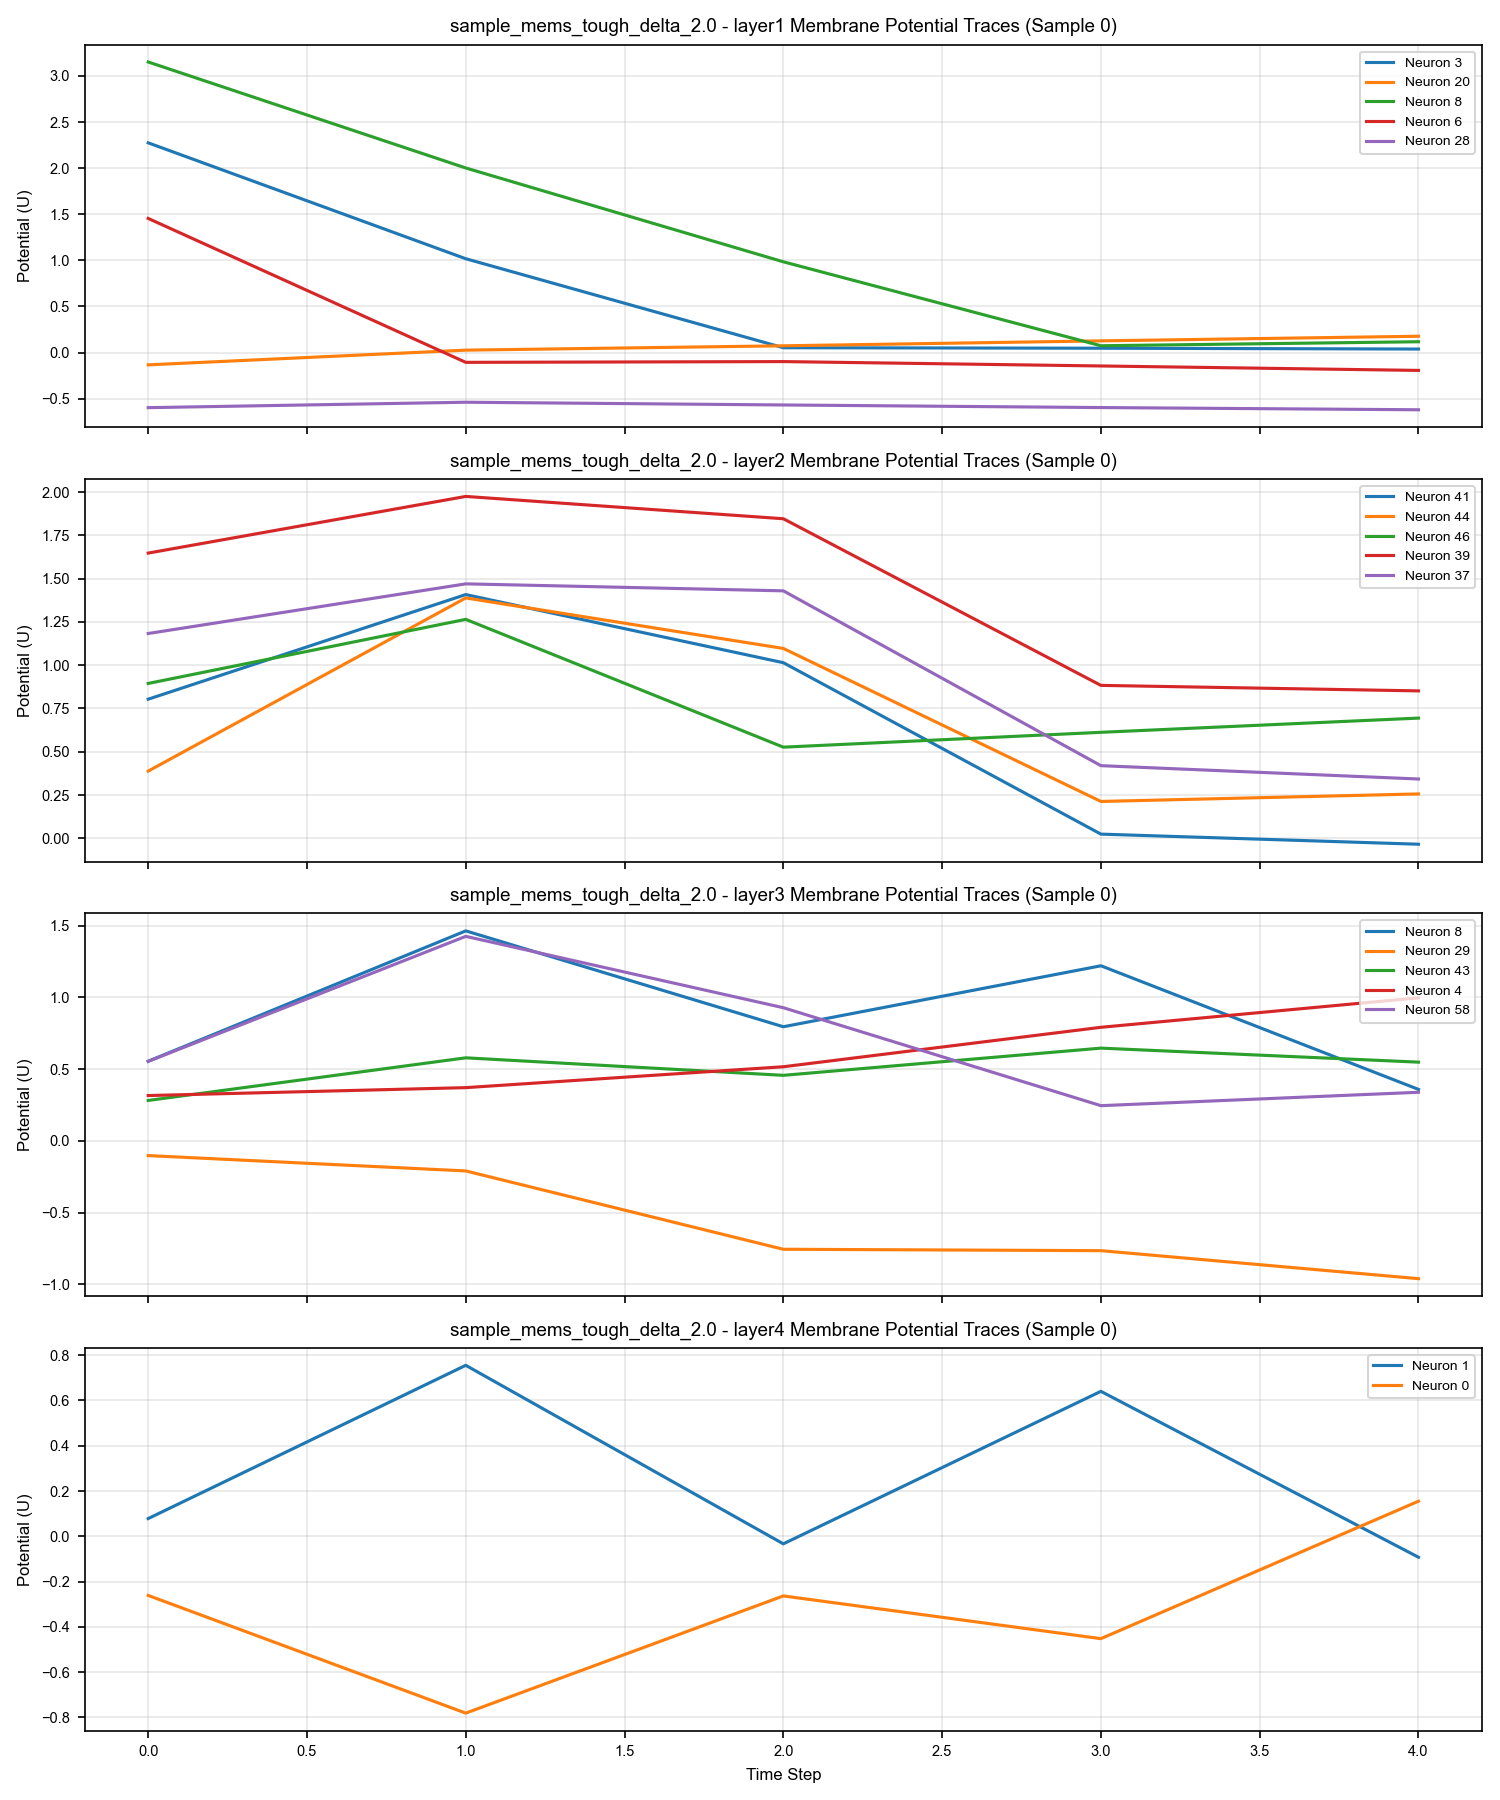 sample_mems_tough_delta_2.0 - layer1 Membrane Potential Traces (Sample 0)
Potential (U)
3.0
2.5
2.0
1.5
1.0
0.5
0.0
−0.5
Neuron 3
Neuron 20
Neuron 8
Neuron 6
Neuron 28
sample_mems_tough_delta_2.0 - layer2 Membrane Potential Traces (Sample 0)
Potential (U)
2.00
1.75
1.50
1.25
1.00
0.75
0.50
0.25
0.00
Neuron 41
Neuron 44
Neuron 46
Neuron 39
Neuron 37
sample_mems_tough_delta_2.0 - layer3 Membrane Potential Traces (Sample 0)
Potential (U)
1.5
1.0
0.5
0.0
−0.5
−1.0
Neuron 8
Neuron 29
Neuron 43
Neuron 4
Neuron 58
sample_mems_tough_delta_2.0 - layer4 Membrane Potential Traces (Sample 0)
Potential (U)
0.8
0.6
0.4
0.2
0.0
−0.2
−0.4
−0.6
−0.8
Neuron 1
Neuron 0
0.0 0.5 1.0 1.5 2.0 2.5 3.0 3.5 4.0
Time Step